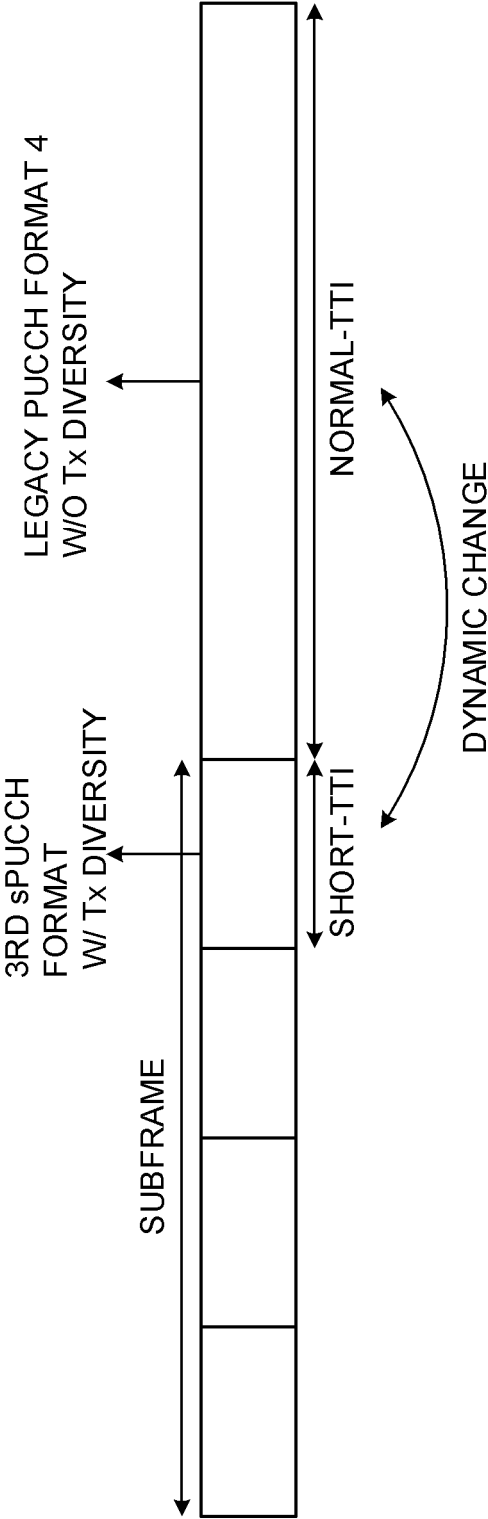 3RD sPUCCH
FORMAT
W/ Tx DIVERSITY
LEGACY PUCCH FORMAT 4
W/O Tx DIVERSITY
SUBFRAME
SHORT-TTI
NORMAL-TTI
DYNAMIC CHANGE